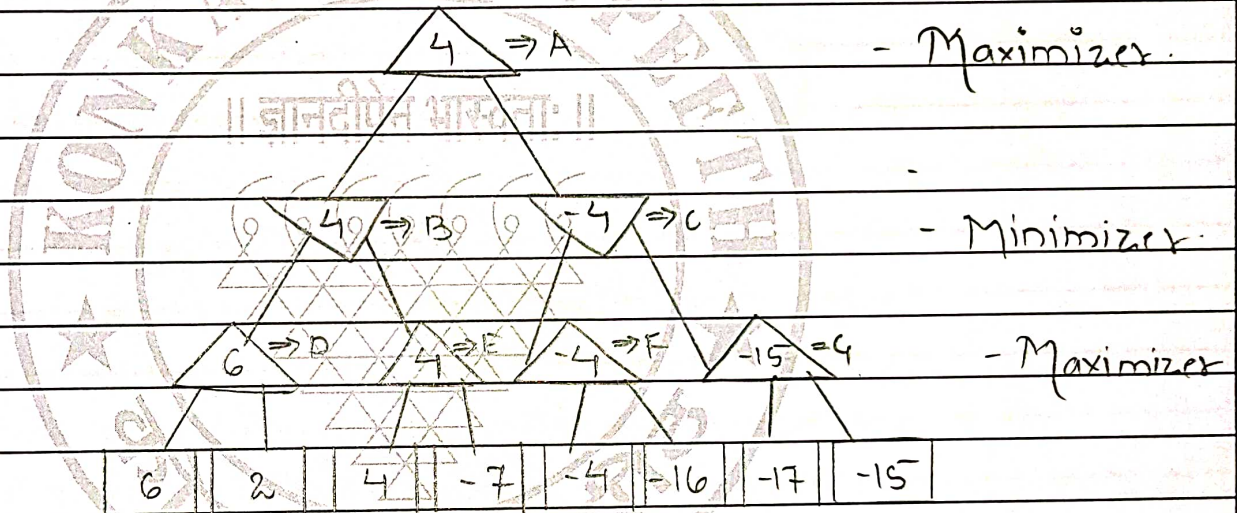 4 ⇒ A - Maximizer.
|| ज्ञानदीपेन भास्वता: ||
4 ⇒ B -4 ⇒ C - Minimizer.
6 ⇒ D 4 ⇒ E -4 ⇒ F -15 = G - Maximizer
6 2 4 -7 -4 -16 -17 -15